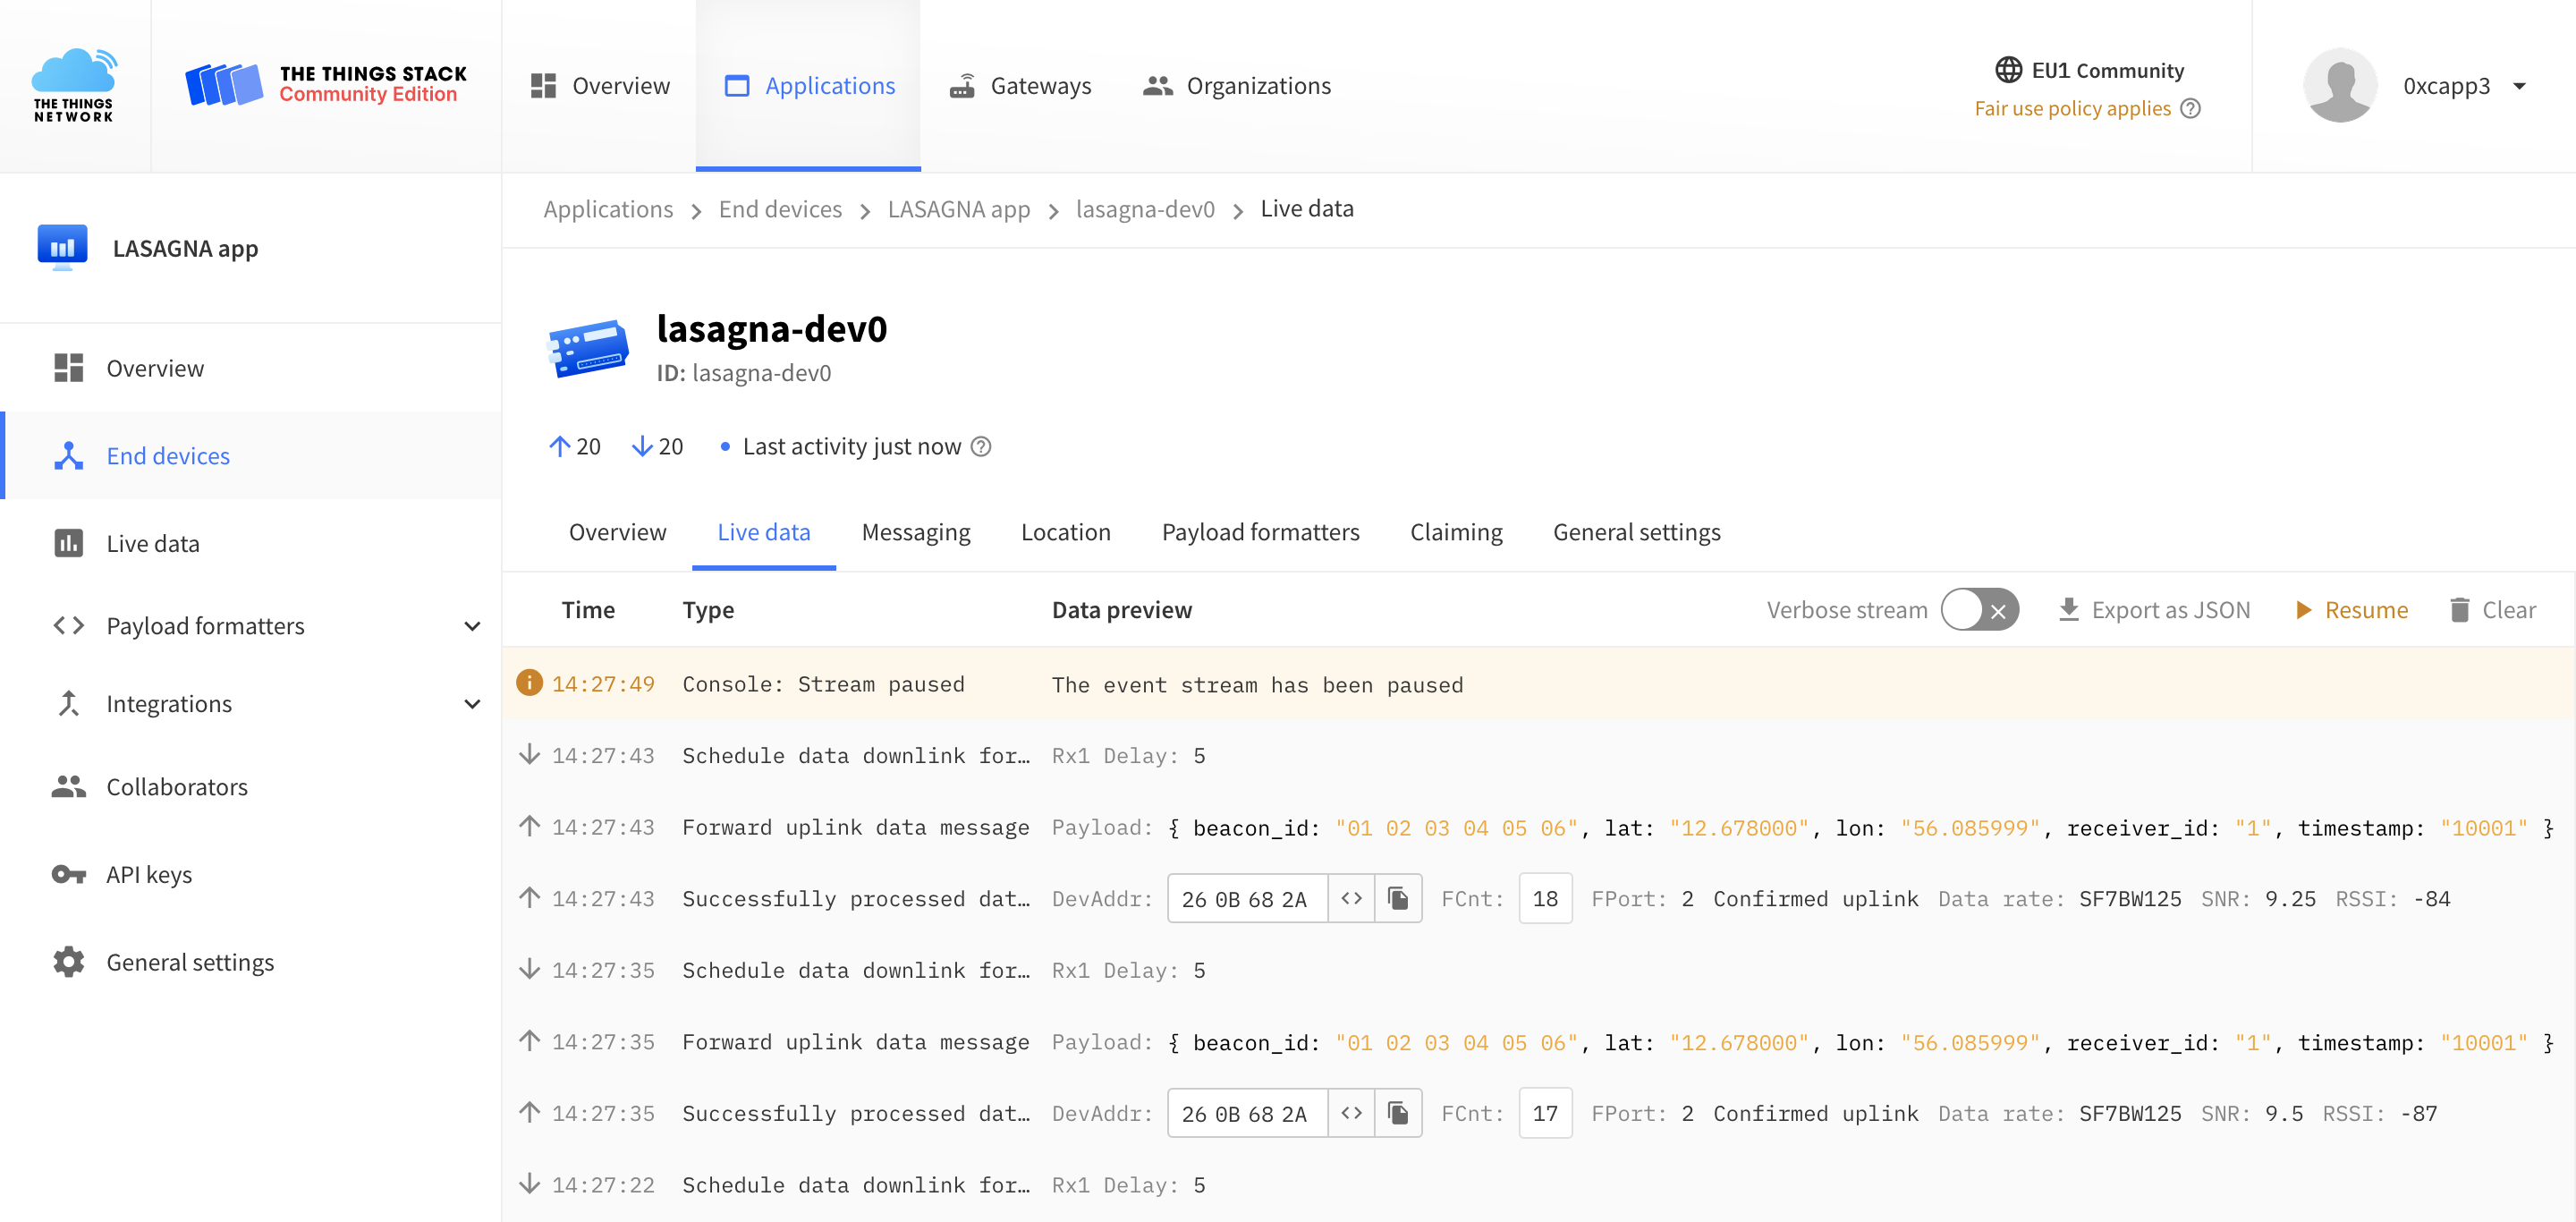 THE THINGS
NETWORK
THE THINGS STACK
Community Edition
Overview
Applications
Gateways
Organizations
EU1 Community
Fair use policy applies
0xcapp3
LASAGNA app
Overview
End devices
Live data
Payload formatters
Integrations
Collaborators
API keys
General settings
Applications > End devices > LASAGNA app > lasagna-dev0 > Live data
lasagna-dev0
ID: lasagna-dev0
↑ 20 ↓ 20 • Last activity just now
Overview Live data Messaging Location Payload formatters Claiming General settings
Time Type Data preview Verbose stream Export as JSON Resume Clear
14:27:49 Console: Stream paused The event stream has been paused
↓ 14:27:43 Schedule data downlink for… Rx1 Delay: 5
↑ 14:27:43 Forward uplink data message Payload: { beacon_id: "01 02 03 04 05 06", lat: "12.678000", lon: "56.085999", receiver_id: "1", timestamp: "10001" }
↑ 14:27:43 Successfully processed dat… DevAddr: 26 0B 68 2A <> FCnt: 18 FPort: 2 Confirmed uplink Data rate: SF7BW125 SNR: 9.25 RSSI: -84
↓ 14:27:35 Schedule data downlink for… Rx1 Delay: 5
↑ 14:27:35 Forward uplink data message Payload: { beacon_id: "01 02 03 04 05 06", lat: "12.678000", lon: "56.085999", receiver_id: "1", timestamp: "10001" }
↑ 14:27:35 Successfully processed dat… DevAddr: 26 0B 68 2A <> FCnt: 17 FPort: 2 Confirmed uplink Data rate: SF7BW125 SNR: 9.5 RSSI: -87
↓ 14:27:22 Schedule data downlink for… Rx1 Delay: 5